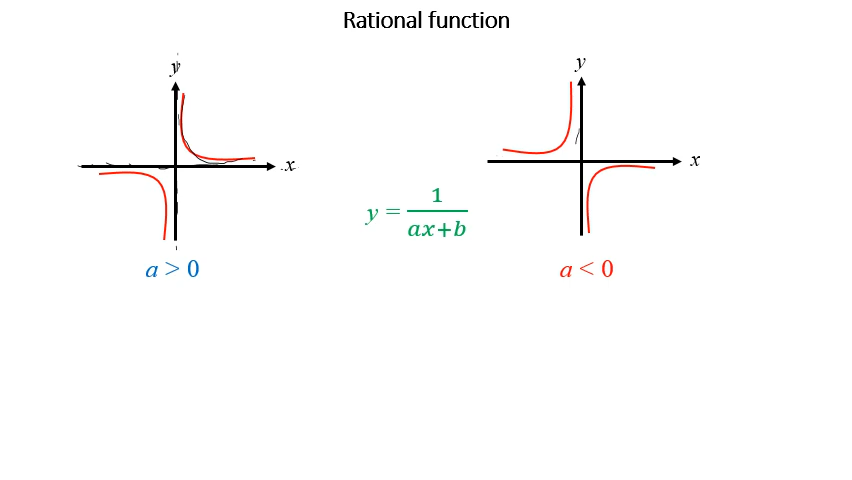 Rational function
y
x
a > 0
y = 1/(ax+b)
y
x
a < 0